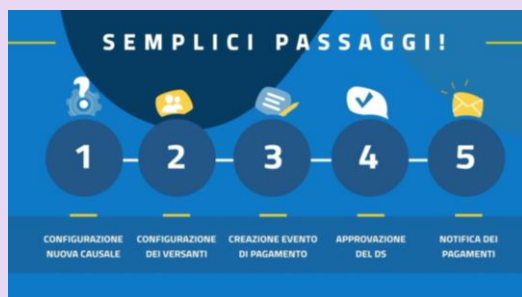 SEMPLICI PASSAGGI!
?
1
2
3
4
5
CONFIGURAZIONE
NUOVA CAUSALE
CONFIGURAZIONE
DEI VERSANTI
CREAZIONE EVENTO
DI PAGAMENTO
APPROVAZIONE
DEL DS
NOTIFICA DEI
PAGAMENTI